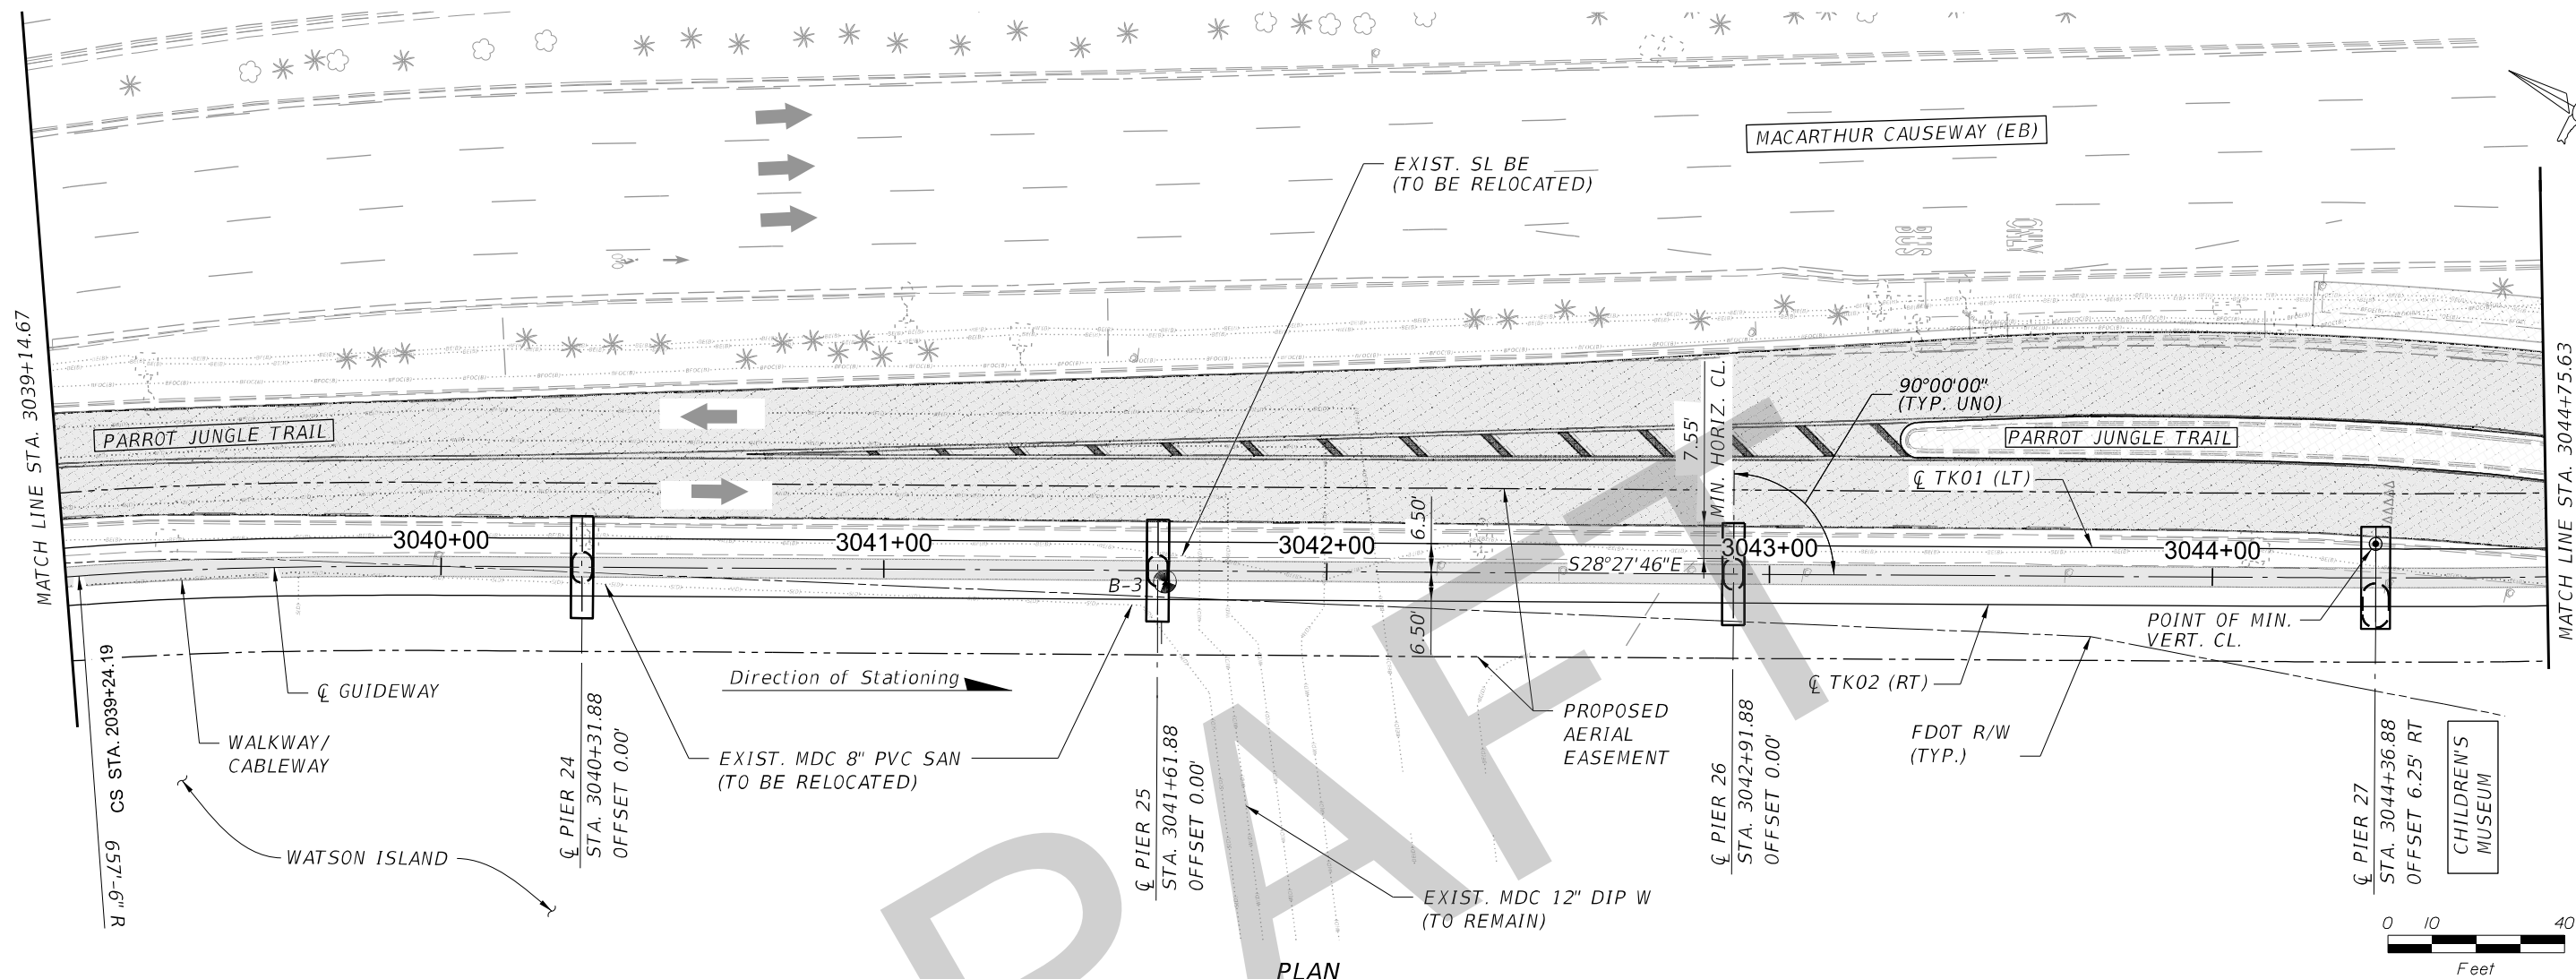 MACARTHUR CAUSEWAY (EB)
EXIST. SL BE
(TO BE RELOCATED)
BUS
ONLY
MATCH LINE STA. 3039+14.67
MATCH LINE STA. 3044+75.63
PARROT JUNGLE TRAIL
7.55'
MIN. HORIZ. CL.
90°00'00"
(TYP. UNO)
PARROT JUNGLE TRAIL
℄ TK01 (LT)
3040+00
3041+00
3042+00
3043+00
3044+00
6.50'
6.50'
S28°27'46"E
B-3
POINT OF MIN.
VERT. CL.
CS STA. 2039+24.19
657'-6" R
℄ GUIDEWAY
WALKWAY/
CABLEWAY
WATSON ISLAND
Direction of Stationing
EXIST. MDC 8" PVC SAN
(TO BE RELOCATED)
℄ PIER 24
STA. 3040+31.88
OFFSET 0.00'
℄ PIER 25
STA. 3041+61.88
OFFSET 0.00'
EXIST. MDC 12" DIP W
(TO REMAIN)
PROPOSED
AERIAL
EASEMENT
℄ PIER 26
STA. 3042+91.88
OFFSET 0.00'
℄ TK02 (RT)
FDOT R/W
(TYP.)
℄ PIER 27
STA. 3044+36.88
OFFSET 6.25' RT
CHILDREN'S
MUSEUM
0 10 40
Feet
PLAN
DRAFT